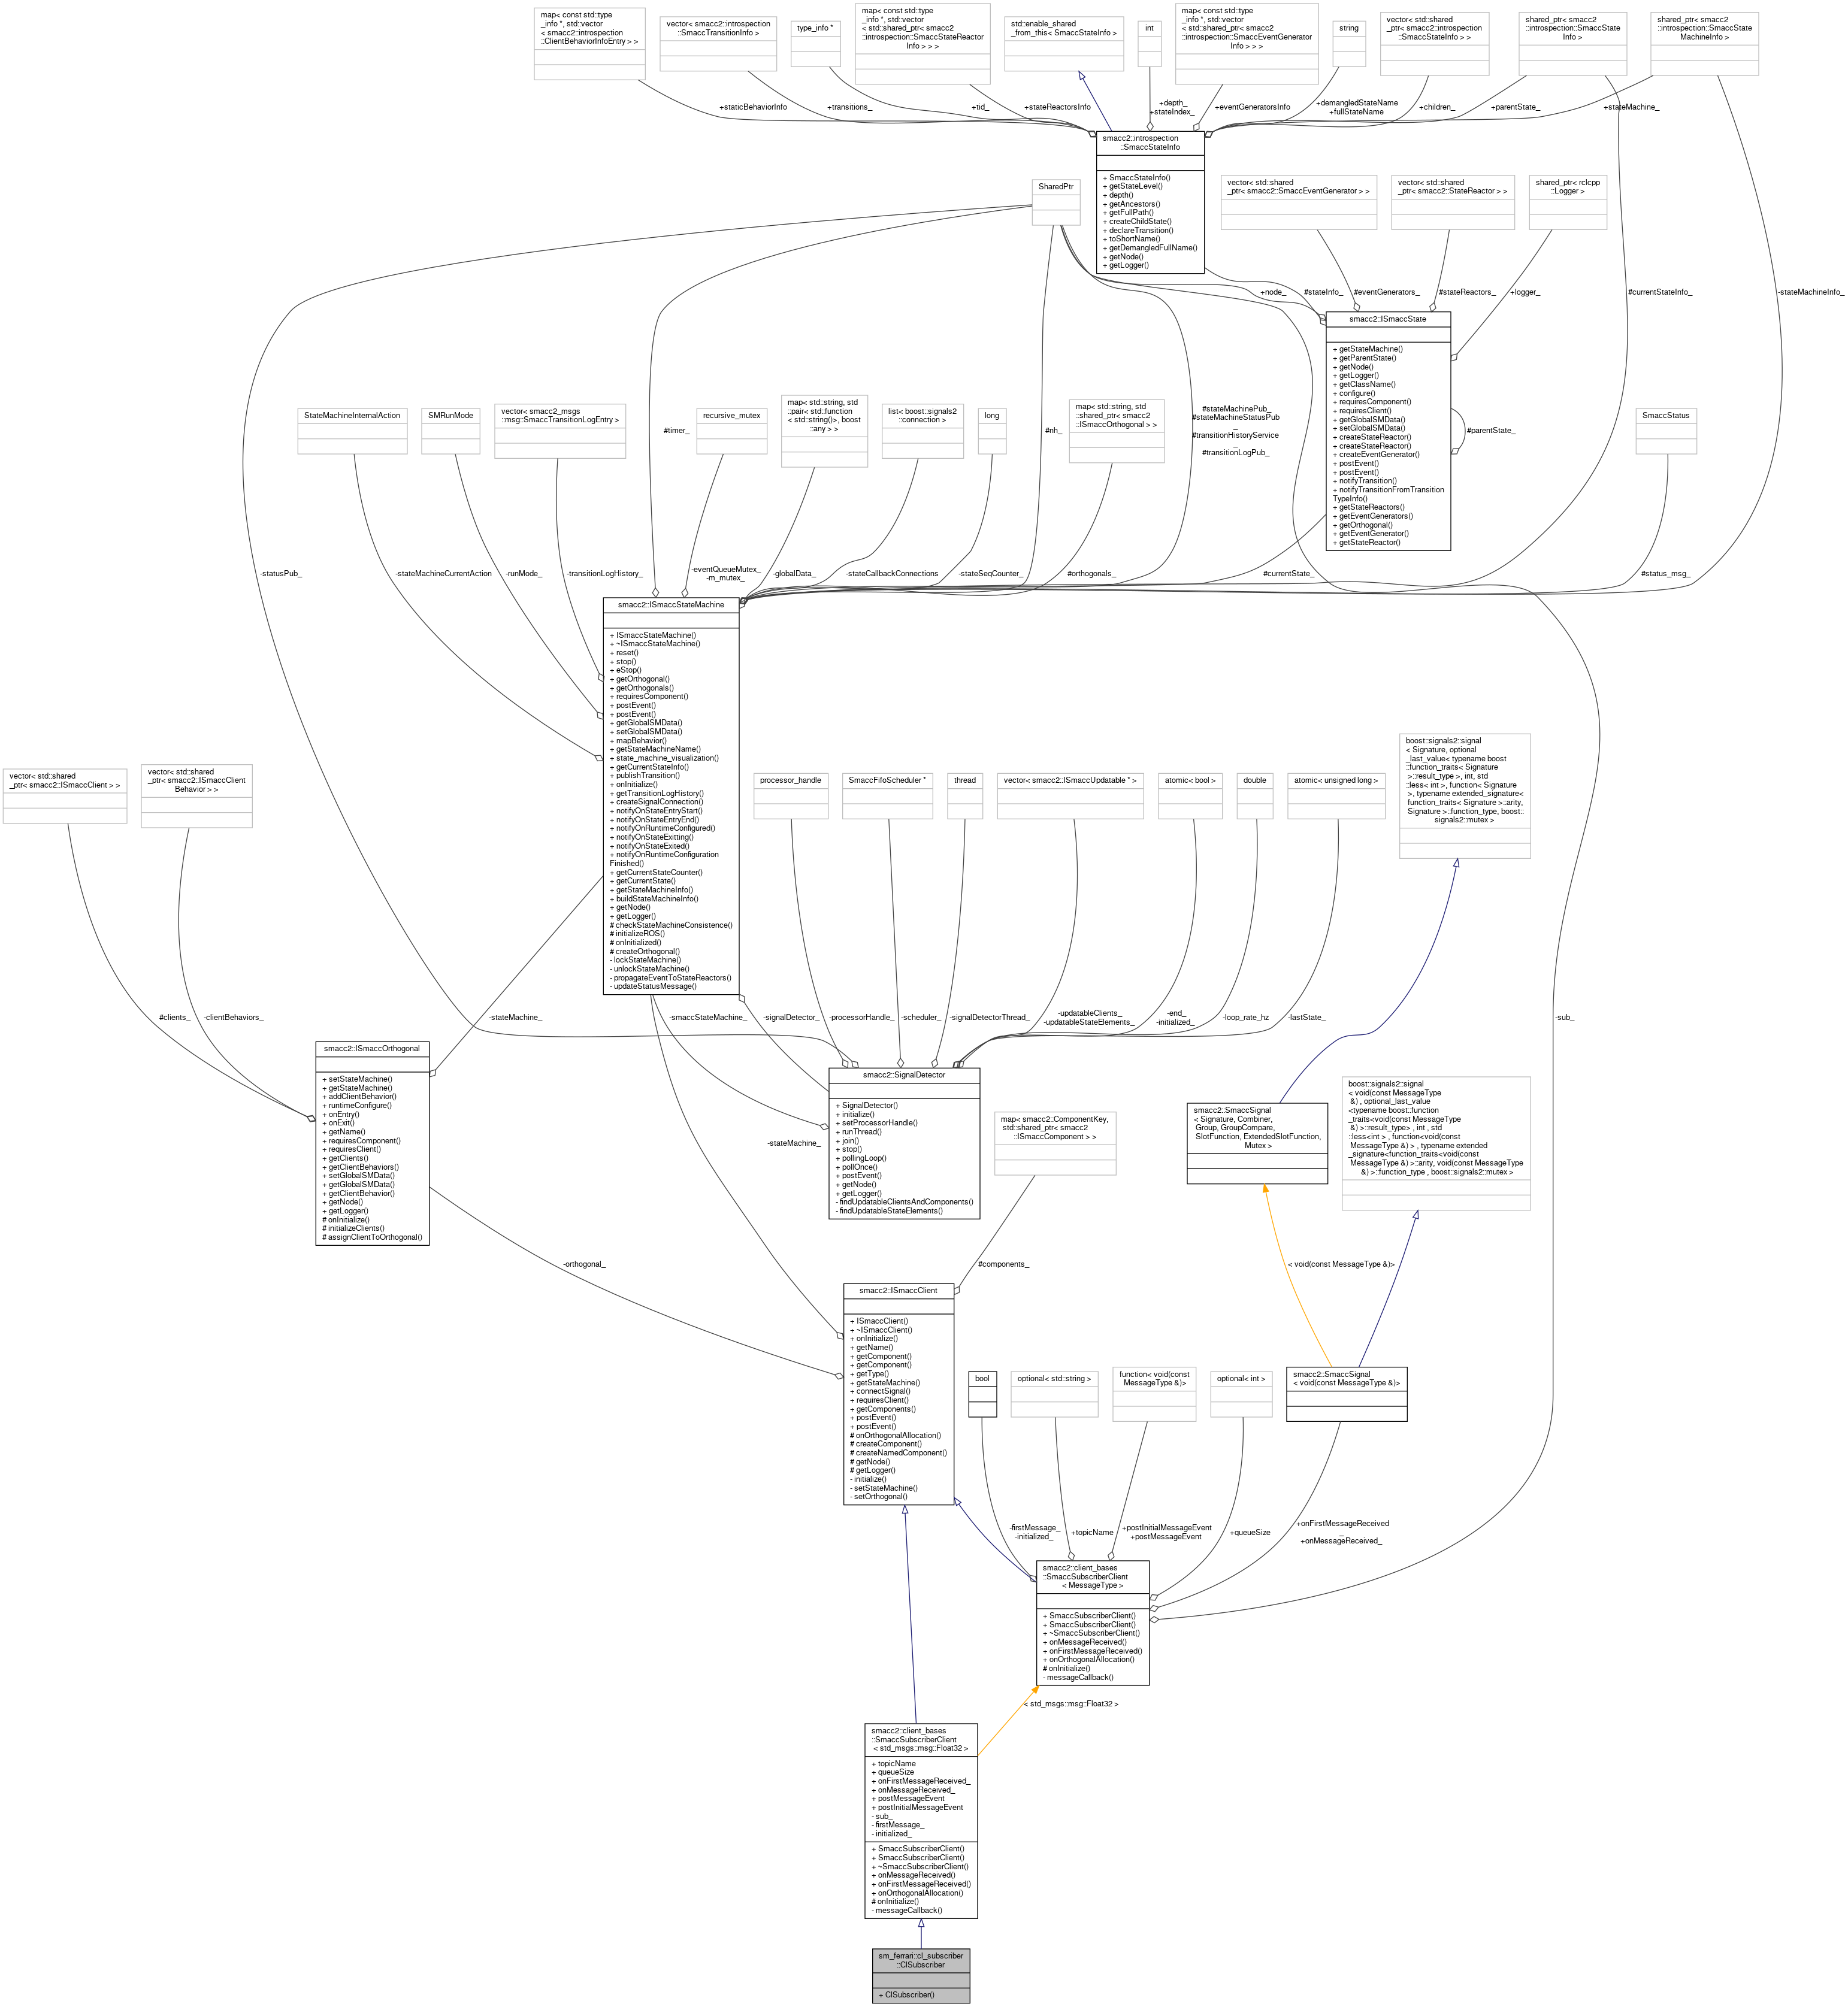 map< const std::type
_info *, std::vector
< smacc2::introspection
::ClientBehaviorInfoEntry > >
vector< smacc2::introspection
::SmaccTransitionInfo >
type_info *
map< const std::type
_info *, std::vector
< std::shared_ptr< smacc2
::introspection::SmaccStateReactor
Info > > >
std::enable_shared
_from_this< SmaccStateInfo >
int
map< const std::type
_info *, std::vector
< std::shared_ptr< smacc2
::introspection::SmaccEventGenerator
Info > > >
string
vector< std::shared
_ptr< smacc2::introspection
::SmaccStateInfo > >
shared_ptr< smacc2
::introspection::SmaccState
Info >
shared_ptr< smacc2
::introspection::SmaccState
MachineInfo >
+staticBehaviorInfo
+transitions_
+tid_
+stateReactorsInfo
+depth_
+stateIndex_
+eventGeneratorsInfo
+demangledStateName
+fullStateName
+children_
+parentState_
+stateMachine_
smacc2::introspection
::SmaccStateInfo
+ SmaccStateInfo()
+ getStateLevel()
+ depth()
+ getAncestors()
+ getFullPath()
+ createChildState()
+ declareTransition()
+ toShortName()
+ getDemangledFullName()
+ getNode()
+ getLogger()
SharedPtr
vector< std::shared
_ptr< smacc2::SmaccEventGenerator > >
vector< std::shared
_ptr< smacc2::StateReactor > >
shared_ptr< rclcpp
::Logger >
+node_
#stateInfo_
#eventGenerators_
#stateReactors_
+logger_
#currentStateInfo_
-stateMachineInfo_
smacc2::ISmaccState
+ getStateMachine()
+ getParentState()
+ getNode()
+ getLogger()
+ getClassName()
+ configure()
+ requiresComponent()
+ requiresClient()
+ getGlobalSMData()
+ setGlobalSMData()
+ createStateReactor()
+ createStateReactor()
+ createEventGenerator()
+ postEvent()
+ postEvent()
+ notifyTransition()
+ notifyTransitionFromTransition
TypeInfo()
+ getStateReactors()
+ getEventGenerators()
+ getOrthogonal()
+ getEventGenerator()
+ getStateReactor()
#parentState_
StateMachineInternalAction
SMRunMode
vector< smacc2_msgs
::msg::SmaccTransitionLogEntry >
#timer_
recursive_mutex
map< std::string, std
::pair< std::function
< std::string()>, boost
::any > >
list< boost::signals2
::connection >
long
#nh_
map< std::string, std
::shared_ptr< smacc2
::ISmaccOrthogonal > >
#stateMachinePub_
#stateMachineStatusPub
_
#transitionHistoryService
_
#transitionLogPub_
SmaccStatus
-statusPub_
-stateMachineCurrentAction
-runMode_
-transitionLogHistory_
-eventQueueMutex_
-m_mutex_
-globalData_
-stateCallbackConnections
-stateSeqCounter_
#orthogonals_
#currentState_
#status_msg_
smacc2::ISmaccStateMachine
+ ISmaccStateMachine()
+ ~ISmaccStateMachine()
+ reset()
+ stop()
+ eStop()
+ getOrthogonal()
+ getOrthogonals()
+ requiresComponent()
+ postEvent()
+ postEvent()
+ getGlobalSMData()
+ setGlobalSMData()
+ mapBehavior()
+ getStateMachineName()
+ state_machine_visualization()
+ getCurrentStateInfo()
+ publishTransition()
+ onInitialize()
+ getTransitionLogHistory()
+ createSignalConnection()
+ notifyOnStateEntryStart()
+ notifyOnStateEntryEnd()
+ notifyOnRuntimeConfigured()
+ notifyOnStateExitting()
+ notifyOnStateExited()
+ notifyOnRuntimeConfiguration
Finished()
+ getCurrentStateCounter()
+ getCurrentState()
+ getStateMachineInfo()
+ buildStateMachineInfo()
+ getNode()
+ getLogger()
# checkStateMachineConsistence()
# initializeROS()
# onInitialized()
# createOrthogonal()
- lockStateMachine()
- unlockStateMachine()
- propagateEventToStateReactors()
- updateStatusMessage()
vector< std::shared
_ptr< smacc2::ISmaccClient > >
vector< std::shared
_ptr< smacc2::ISmaccClient
Behavior > >
processor_handle
SmaccFifoScheduler *
thread
vector< smacc2::ISmaccUpdatable * >
atomic< bool >
double
atomic< unsigned long >
boost::signals2::signal
< Signature, optional
_last_value< typename boost
::function_traits< Signature
>::result_type >, int, std
::less< int >, function< Signature
>, typename extended_signature<
function_traits< Signature >::arity,
Signature >::function_type, boost::
signals2::mutex >
#clients_
-clientBehaviors_
-stateMachine_
-smaccStateMachine_
-signalDetector_
-processorHandle_
-scheduler_
-signalDetectorThread_
-updatableClients_
-updatableStateElements_
-end_
-initialized_
-loop_rate_hz
-lastState_
-sub_
smacc2::ISmaccOrthogonal
+ setStateMachine()
+ getStateMachine()
+ addClientBehavior()
+ runtimeConfigure()
+ onEntry()
+ onExit()
+ getName()
+ requiresComponent()
+ requiresClient()
+ getClients()
+ getClientBehaviors()
+ setGlobalSMData()
+ getGlobalSMData()
+ getClientBehavior()
+ getNode()
+ getLogger()
# onInitialize()
# initializeClients()
# assignClientToOrthogonal()
smacc2::SignalDetector
+ SignalDetector()
+ initialize()
+ setProcessorHandle()
+ runThread()
+ join()
+ stop()
+ pollingLoop()
+ pollOnce()
+ postEvent()
+ getNode()
+ getLogger()
- findUpdatableClientsAndComponents()
- findUpdatableStateElements()
-stateMachine_
map< smacc2::ComponentKey,
std::shared_ptr< smacc2
::ISmaccComponent > >
smacc2::SmaccSignal
< Signature, Combiner,
Group, GroupCompare,
SlotFunction, ExtendedSlotFunction,
Mutex >
boost::signals2::signal
< void(const MessageType
&) , optional_last_value
<typename boost::function
_traits<void(const MessageType
&) >::result_type> , int , std
::less<int > , function<void(const
MessageType &) > , typename extended
_signature<function_traits<void(const
MessageType &) >::arity, void(const MessageType
&) >::function_type , boost::signals2::mutex >
-orthogonal_
#components_
< void(const MessageType &)>
smacc2::ISmaccClient
+ ISmaccClient()
+ ~ISmaccClient()
+ onInitialize()
+ getName()
+ getComponent()
+ getComponent()
+ getType()
+ getStateMachine()
+ connectSignal()
+ requiresClient()
+ getComponents()
+ postEvent()
+ postEvent()
# onOrthogonalAllocation()
# createComponent()
# createNamedComponent()
# getNode()
# getLogger()
- initialize()
- setStateMachine()
- setOrthogonal()
bool
optional< std::string >
function< void(const
MessageType &)>
optional< int >
smacc2::SmaccSignal
< void(const MessageType &)>
-firstMessage_
-initialized_
+topicName
+postInitialMessageEvent
+postMessageEvent
+queueSize
+onFirstMessageReceived
_
+onMessageReceived_
smacc2::client_bases
::SmaccSubscriberClient
< MessageType >
+ SmaccSubscriberClient()
+ SmaccSubscriberClient()
+ ~SmaccSubscriberClient()
+ onMessageReceived()
+ onFirstMessageReceived()
+ onOrthogonalAllocation()
# onInitialize()
- messageCallback()
< std_msgs::msg::Float32 >
smacc2::client_bases
::SmaccSubscriberClient
< std_msgs::msg::Float32 >
+ topicName
+ queueSize
+ onFirstMessageReceived_
+ onMessageReceived_
+ postMessageEvent
+ postInitialMessageEvent
- sub_
- firstMessage_
- initialized_
+ SmaccSubscriberClient()
+ SmaccSubscriberClient()
+ ~SmaccSubscriberClient()
+ onMessageReceived()
+ onFirstMessageReceived()
+ onOrthogonalAllocation()
# onInitialize()
- messageCallback()
sm_ferrari::cl_subscriber
::ClSubscriber
+ ClSubscriber()